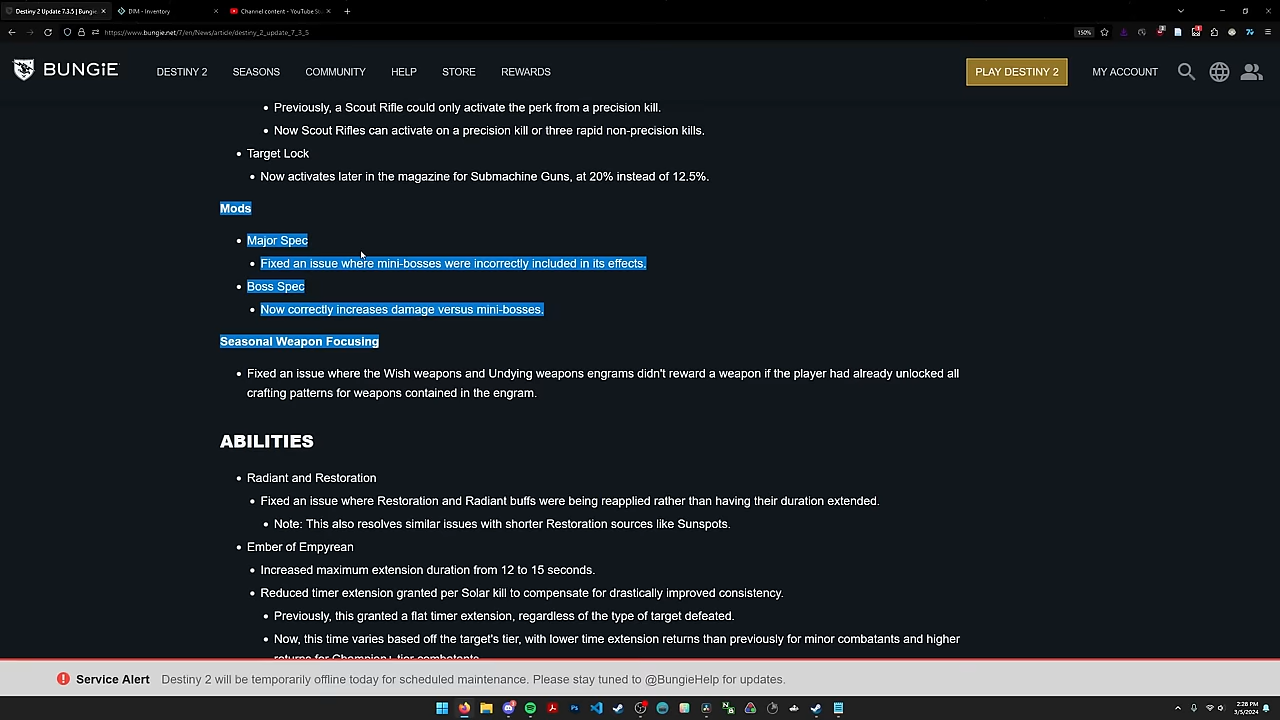 Destiny 2 Update 7.3.5 | Bungie.
DIM - Inventory
Channel content - YouTube St
https://www.bungie.net/7/en/News/article/destiny_2_update_7_3_5
150%
BUNGiE
DESTINY 2
SEASONS
COMMUNITY
HELP
STORE
REWARDS
PLAY DESTINY 2
MY ACCOUNT
• Previously, a Scout Rifle could only activate the perk from a precision kill.
• Now Scout Rifles can activate on a precision kill or three rapid non-precision kills.
• Target Lock
• Now activates later in the magazine for Submachine Guns, at 20% instead of 12.5%.
Mods
• Major Spec
• Fixed an issue where mini-bosses were incorrectly included in its effects.
• Boss Spec
• Now correctly increases damage versus mini-bosses.
Seasonal Weapon Focusing
• Fixed an issue where the Wish weapons and Undying weapons engrams didn't reward a weapon if the player had already unlocked all
crafting patterns for weapons contained in the engram.
ABILITIES
• Radiant and Restoration
• Fixed an issue where Restoration and Radiant buffs were being reapplied rather than having their duration extended.
• Note: This also resolves similar issues with shorter Restoration sources like Sunspots.
• Ember of Empyrean
• Increased maximum extension duration from 12 to 15 seconds.
• Reduced timer extension granted per Solar kill to compensate for drastically improved consistency.
• Previously, this granted a flat timer extension, regardless of the type of target defeated.
• Now, this time varies based off the target's tier, with lower time extension returns than previously for minor combatants and higher
returns for Champion+ tier combatants.
Service Alert Destiny 2 will be temporarily offline today for scheduled maintenance. Please stay tuned to @BungieHelp for updates.
2:28 PM
3/5/2024